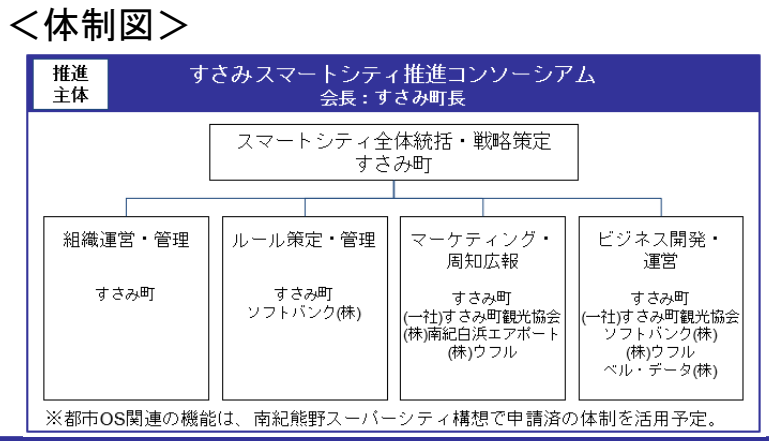 ＜体制図＞
推進
主体
すさみスマートシティ推進コンソーシアム
会長：すさみ町長
スマートシティ全体統括・戦略策定
すさみ町
組織運営・管理
すさみ町
ルール策定・管理
すさみ町
ソフトバンク(株)
マーケティング・
周知広報
すさみ町
(一社)すさみ町観光協会
(株)南紀白浜エアポート
(株)ウフル
ビジネス開発・
運営
すさみ町
(一社)すさみ町観光協会
ソフトバンク(株)
(株)ウフル
ベル・データ(株)
※都市OS関連の機能は、南紀熊野スーパーシティ構想で申請済の体制を活用予定。